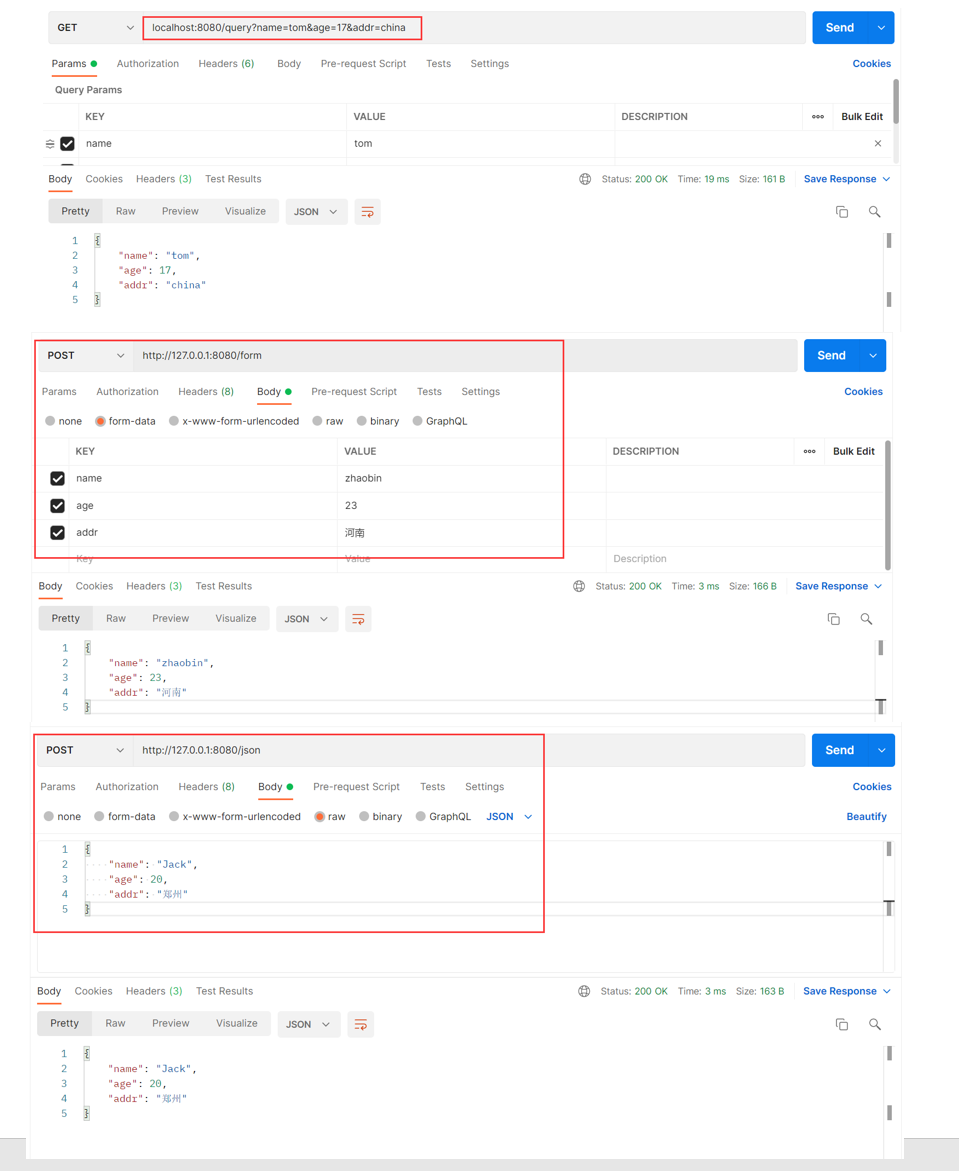 GET localhost:8080/query?name=tom&age=17&addr=china Send
Params Authorization Headers (6) Body Pre-request Script Tests Settings Cookies
Query Params
KEY VALUE DESCRIPTION ooo Bulk Edit
name tom
Body Cookies Headers (3) Test Results Status: 200 OK Time: 19 ms Size: 161 B Save Response
Pretty Raw Preview Visualize JSON
1 {
2 "name": "tom",
3 "age": 17,
4 "addr": "china"
5 }
POST http://127.0.0.1:8080/form Send
Params Authorization Headers (8) Body Pre-request Script Tests Settings Cookies
none form-data x-www-form-urlencoded raw binary GraphQL
KEY VALUE DESCRIPTION ooo Bulk Edit
name zhaobin
age 23
addr 河南
Key Value Description
Body Cookies Headers (3) Test Results Status: 200 OK Time: 3 ms Size: 166 B Save Response
Pretty Raw Preview Visualize JSON
1 {
2 "name": "zhaobin",
3 "age": 23,
4 "addr": "河南"
5 }
POST http://127.0.0.1:8080/json Send
Params Authorization Headers (8) Body Pre-request Script Tests Settings Cookies
none form-data x-www-form-urlencoded raw binary GraphQL JSON Beautify
1 {
2 "name": "Jack",
3 "age": 20,
4 "addr": "郑州"
5 }
Body Cookies Headers (3) Test Results Status: 200 OK Time: 3 ms Size: 163 B Save Response
Pretty Raw Preview Visualize JSON
1 {
2 "name": "Jack",
3 "age": 20,
4 "addr": "郑州"
5 }